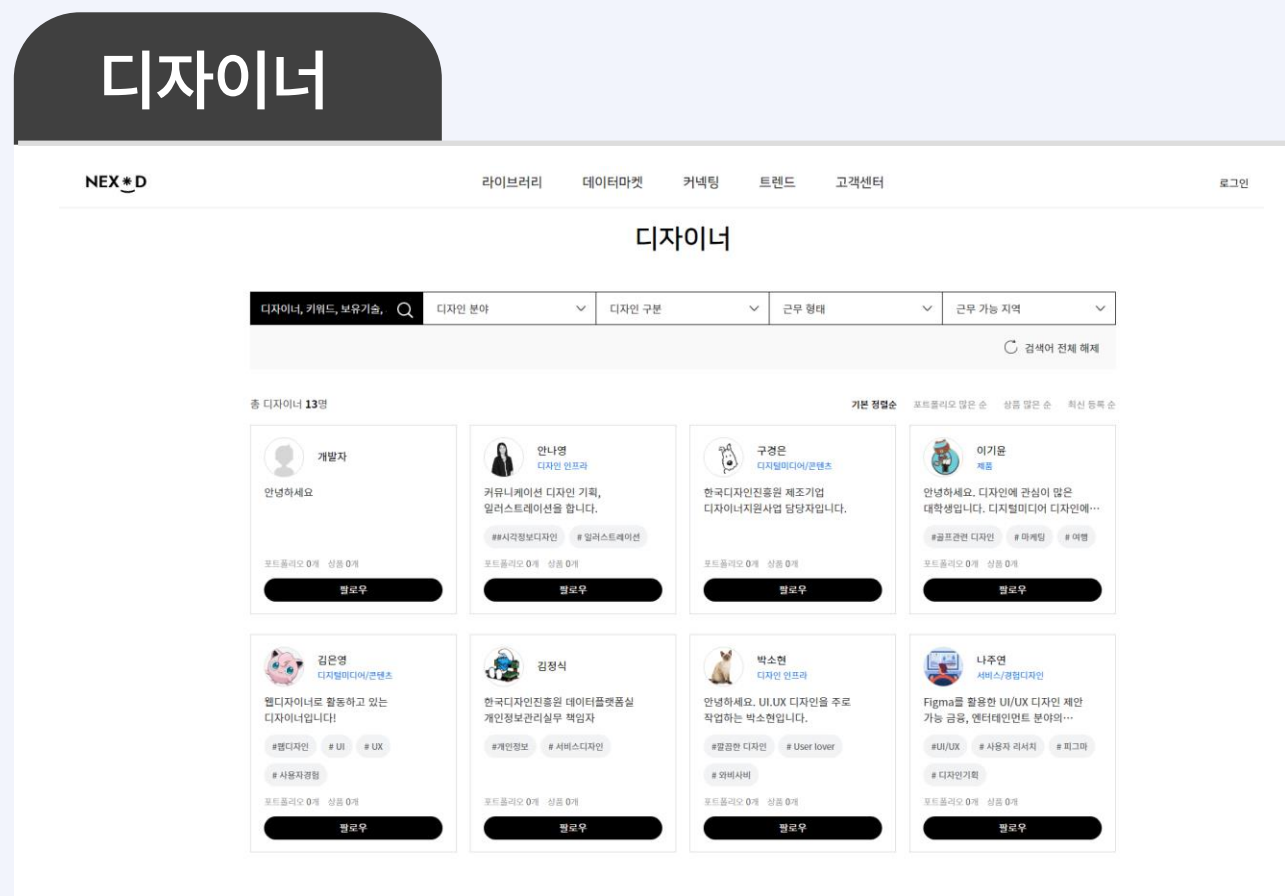 디자이너
NEX*D
라이브러리 데이터마켓 커넥팅 트렌드 고객센터
로그인
디자이너
디자이너, 키워드, 보유기술, 디자인 분야 디자인 구분 근무 형태 근무 가능 지역
검색어 전체 해제
총 디자이너 13명
기본 정렬순 포트폴리오 많은 순 상품 많은 순 최신 등록 순
개발자
안녕하세요
포트폴리오 0개 상품 0개
팔로우
안나영
디자인 인프라
커뮤니케이션 디자인 기획,
일러스트레이션을 합니다.
##시각정보디자인 # 일러스트레이션
포트폴리오 0개 상품 0개
팔로우
구경은
디지털미디어/콘텐츠
한국디자인진흥원 제조기업
디자이너지원사업 담당자입니다.
포트폴리오 0개 상품 0개
팔로우
이기윤
제품
안녕하세요. 디자인에 관심이 많은
대학생입니다. 디지털미디어 디자인에…
#골프관련 디자인 # 마케팅 # 여행
포트폴리오 0개 상품 0개
팔로우
김은영
디지털미디어/콘텐츠
웹디자이너로 활동하고 있는
디자이너입니다!
#웹디자인 # UI # UX
# 사용자경험
포트폴리오 0개 상품 0개
팔로우
김정식
한국디자인진흥원 데이터플랫폼실
개인정보관리실무 책임자
#개인정보 # 서비스디자인
포트폴리오 0개 상품 0개
팔로우
박소현
디자인 인프라
안녕하세요. UI.UX 디자인을 주로
작업하는 박소현입니다.
#깔끔한 디자인 # User lover
# 와비사비
포트폴리오 0개 상품 0개
팔로우
나주연
서비스/경험디자인
Figma를 활용한 UI/UX 디자인 제안
가능 금융, 엔터테인먼트 분야의…
#UI/UX # 사용자 리서치 # 피그마
# 디자인기획
포트폴리오 0개 상품 0개
팔로우